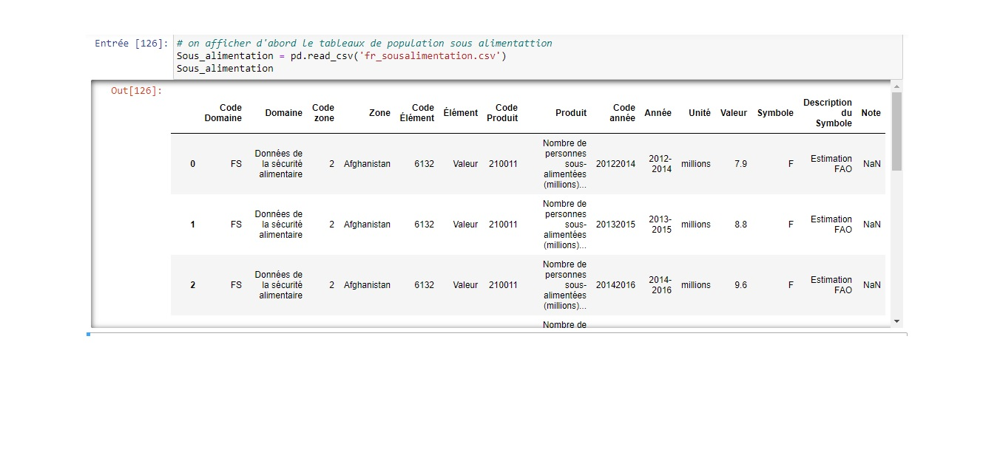 Entrée [126]: # on afficher d'abord le tableaux de population sous alimentattion
Sous_alimentation = pd.read_csv('fr_sousalimentation.csv')
Sous_alimentation
Out[126]:
Code Domaine Domaine Code zone Zone Code Élément Élément Code Produit Produit Code année Année Unité Valeur Symbole Description du Symbole Note
0 FS Données de la sécurité alimentaire 2 Afghanistan 6132 Valeur 210011 Nombre de personnes sous-alimentées (millions)... 20122014 2012-2014 millions 7.9 F Estimation FAO NaN
1 FS Données de la sécurité alimentaire 2 Afghanistan 6132 Valeur 210011 Nombre de personnes sous-alimentées (millions)... 20132015 2013-2015 millions 8.8 F Estimation FAO NaN
2 FS Données de la sécurité alimentaire 2 Afghanistan 6132 Valeur 210011 Nombre de personnes sous-alimentées (millions)... 20142016 2014-2016 millions 9.6 F Estimation FAO NaN
Nombre de